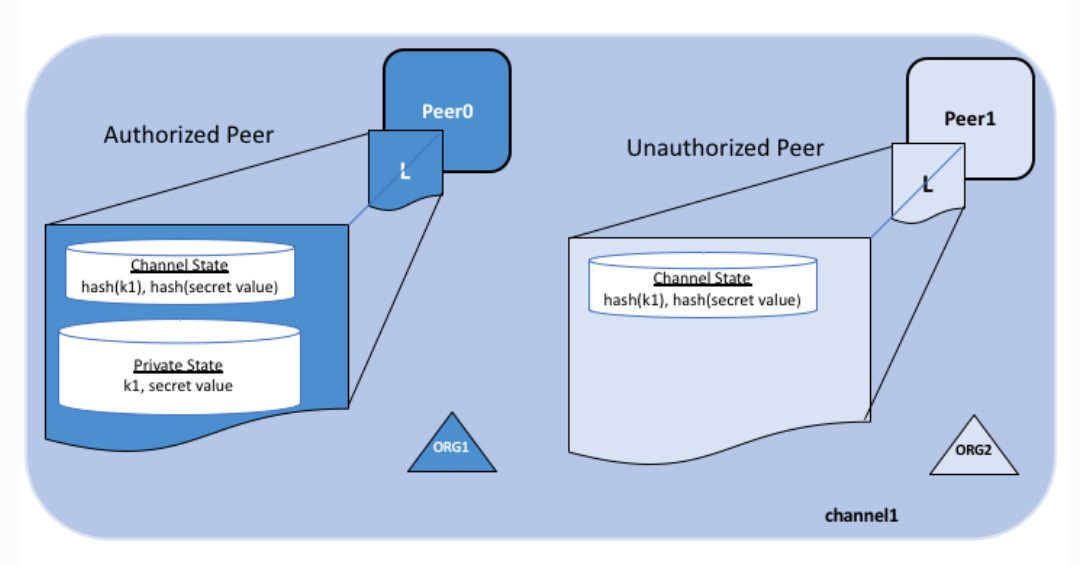 Peer0
Authorized Peer
L
Channel State
hash(k1), hash(secret value)
Private State
k1, secret value
ORG1
Peer1
Unauthorized Peer
L
Channel State
hash(k1), hash(secret value)
ORG2
channel1